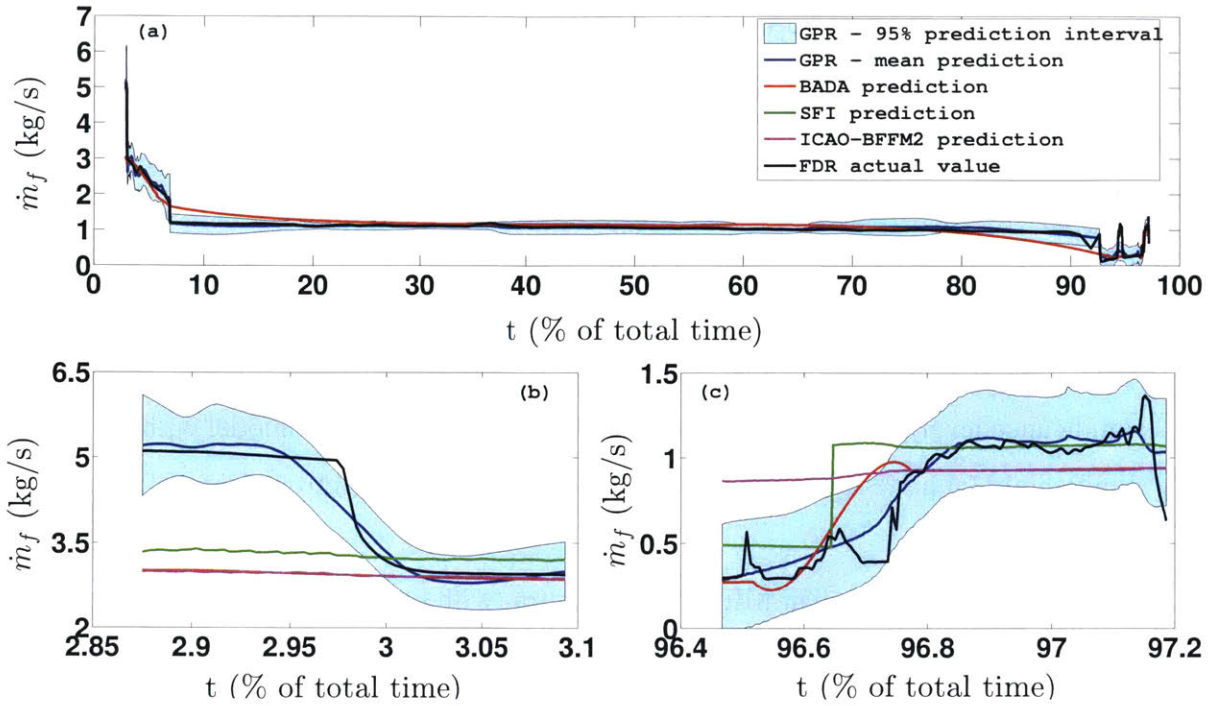 7
6
5
4
3
2
1
0
ṁ_f (kg/s)
(a)
GPR – 95% prediction interval
GPR – mean prediction
BADA prediction
SFI prediction
ICAO-BFFM2 prediction
FDR actual value
0 10 20 30 40 50 60 70 80 90 100
t (% of total time)
6.5
5
3.5
2
ṁ_f (kg/s)
(b)
2.85 2.9 2.95 3 3.05 3.1
t (% of total time)
1.5
1
0.5
0
ṁ_f (kg/s)
(c)
96.4 96.6 96.8 97 97.2
t (% of total time)